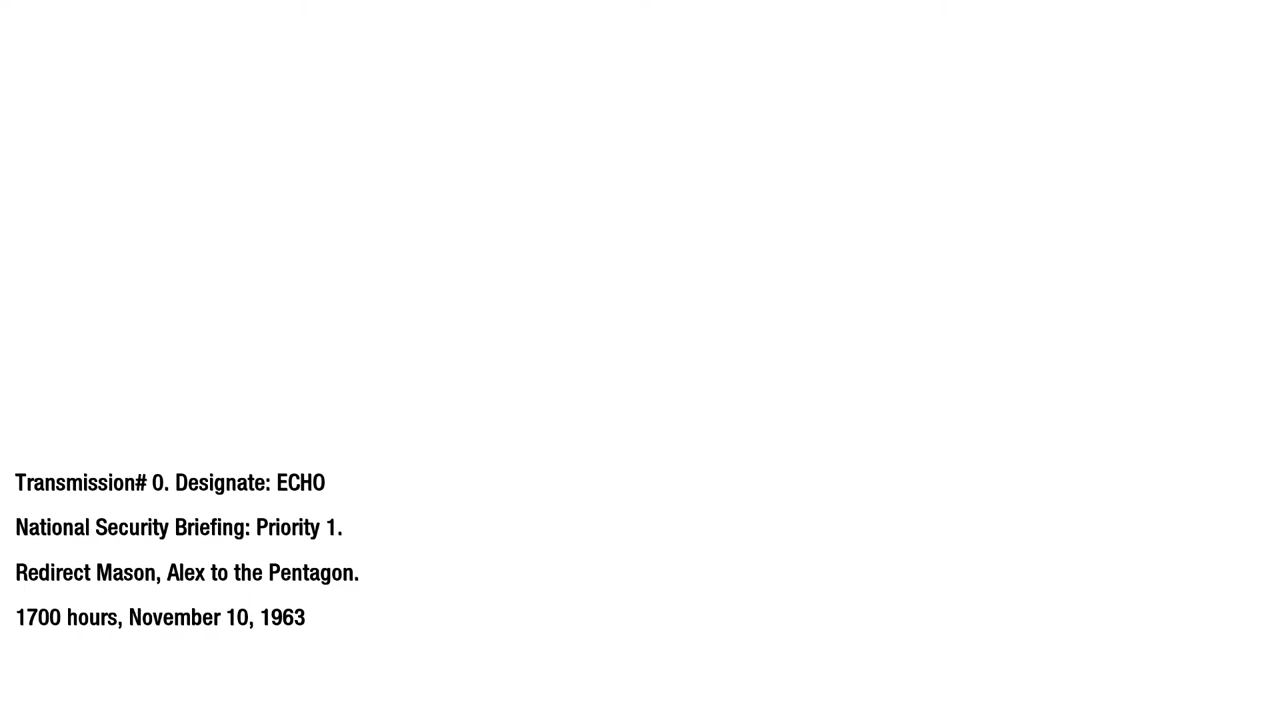 Transmission# 0. Designate: ECHO
National Security Briefing: Priority 1.
Redirect Mason, Alex to the Pentagon.
1700 hours, November 10, 1963